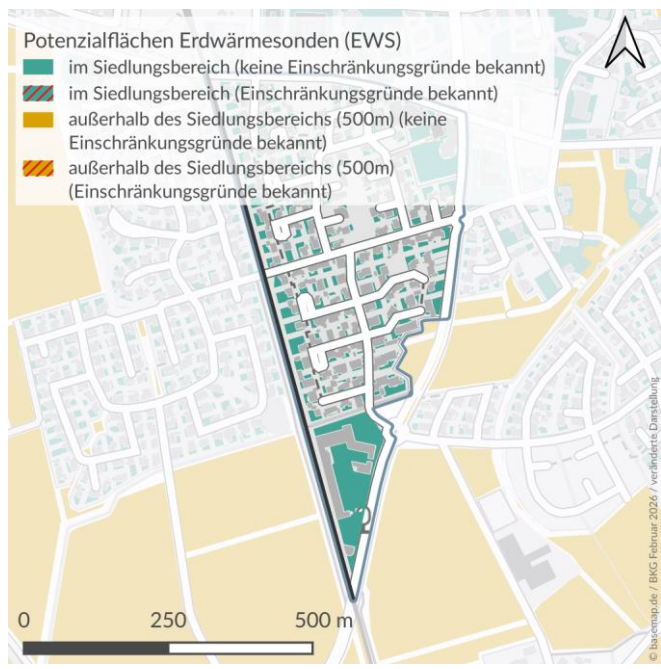 Potenzialflächen Erdwärmesonden (EWS)
im Siedlungsbereich (keine Einschränkungsgründe bekannt)
im Siedlungsbereich (Einschränkungsgründe bekannt)
außerhalb des Siedlungsbereichs (500m) (keine
Einschränkungsgründe bekannt)
außerhalb des Siedlungsbereichs (500m)
(Einschränkungsgründe bekannt)
0 250 500 m
© basemap.de / BKG Februar 2026 / veränderte Darstellung